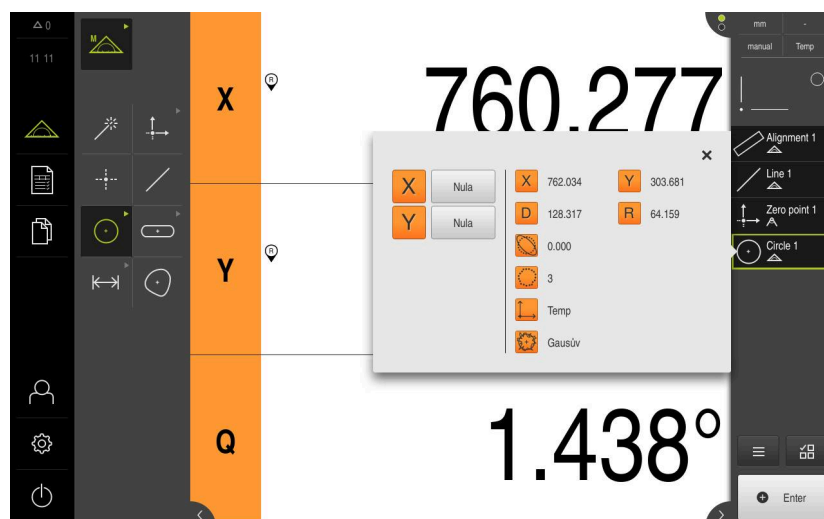 0
11 11
M
X
R
760.277
Y
R
Q
1.438°
X Nula
Y Nula
X 762.034 Y 303.681
D 128.317 R 64.159
0.000
3
Temp
Gausúv
mm -
manual Temp
Alignment 1
Line 1
Zero point 1
Circle 1
Enter